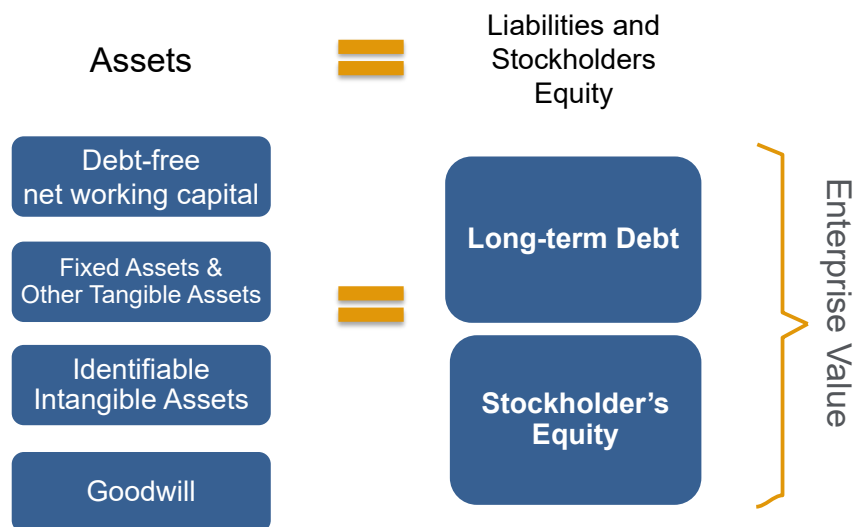 Assets
Liabilities and
Stockholders
Equity
Debt-free
net working capital
Fixed Assets &
Other Tangible Assets
Identifiable
Intangible Assets
Goodwill
Long-term Debt
Stockholder’s
Equity
Enterprise Value